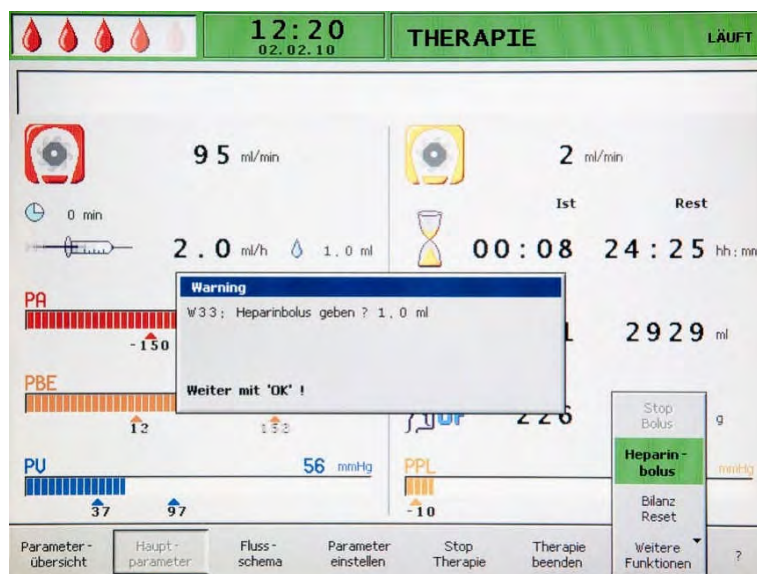 12:20
02.02.10
THERAPIE
LÄUFT
95 ml/min
2 ml/min
0 min
Ist Rest
2.0 ml/h 1.0 ml
00:08 24:25 hh:mm
Warning
W33; Heparinbolus geben ? 1,0 ml
Weiter mit 'OK' !
PA
-150
2929 ml
PBE
12 152
UF 226 g
PV 56 mmHg
37 97
PPL mmHg
-10
Stop
Bolus
Heparin-
bolus
Bilanz
Reset
Weitere
Funktionen
Parameter-
übersicht
Haupt-
parameter
Fluss-
schema
Parameter
einstellen
Stop
Therapie
Therapie
beenden
?